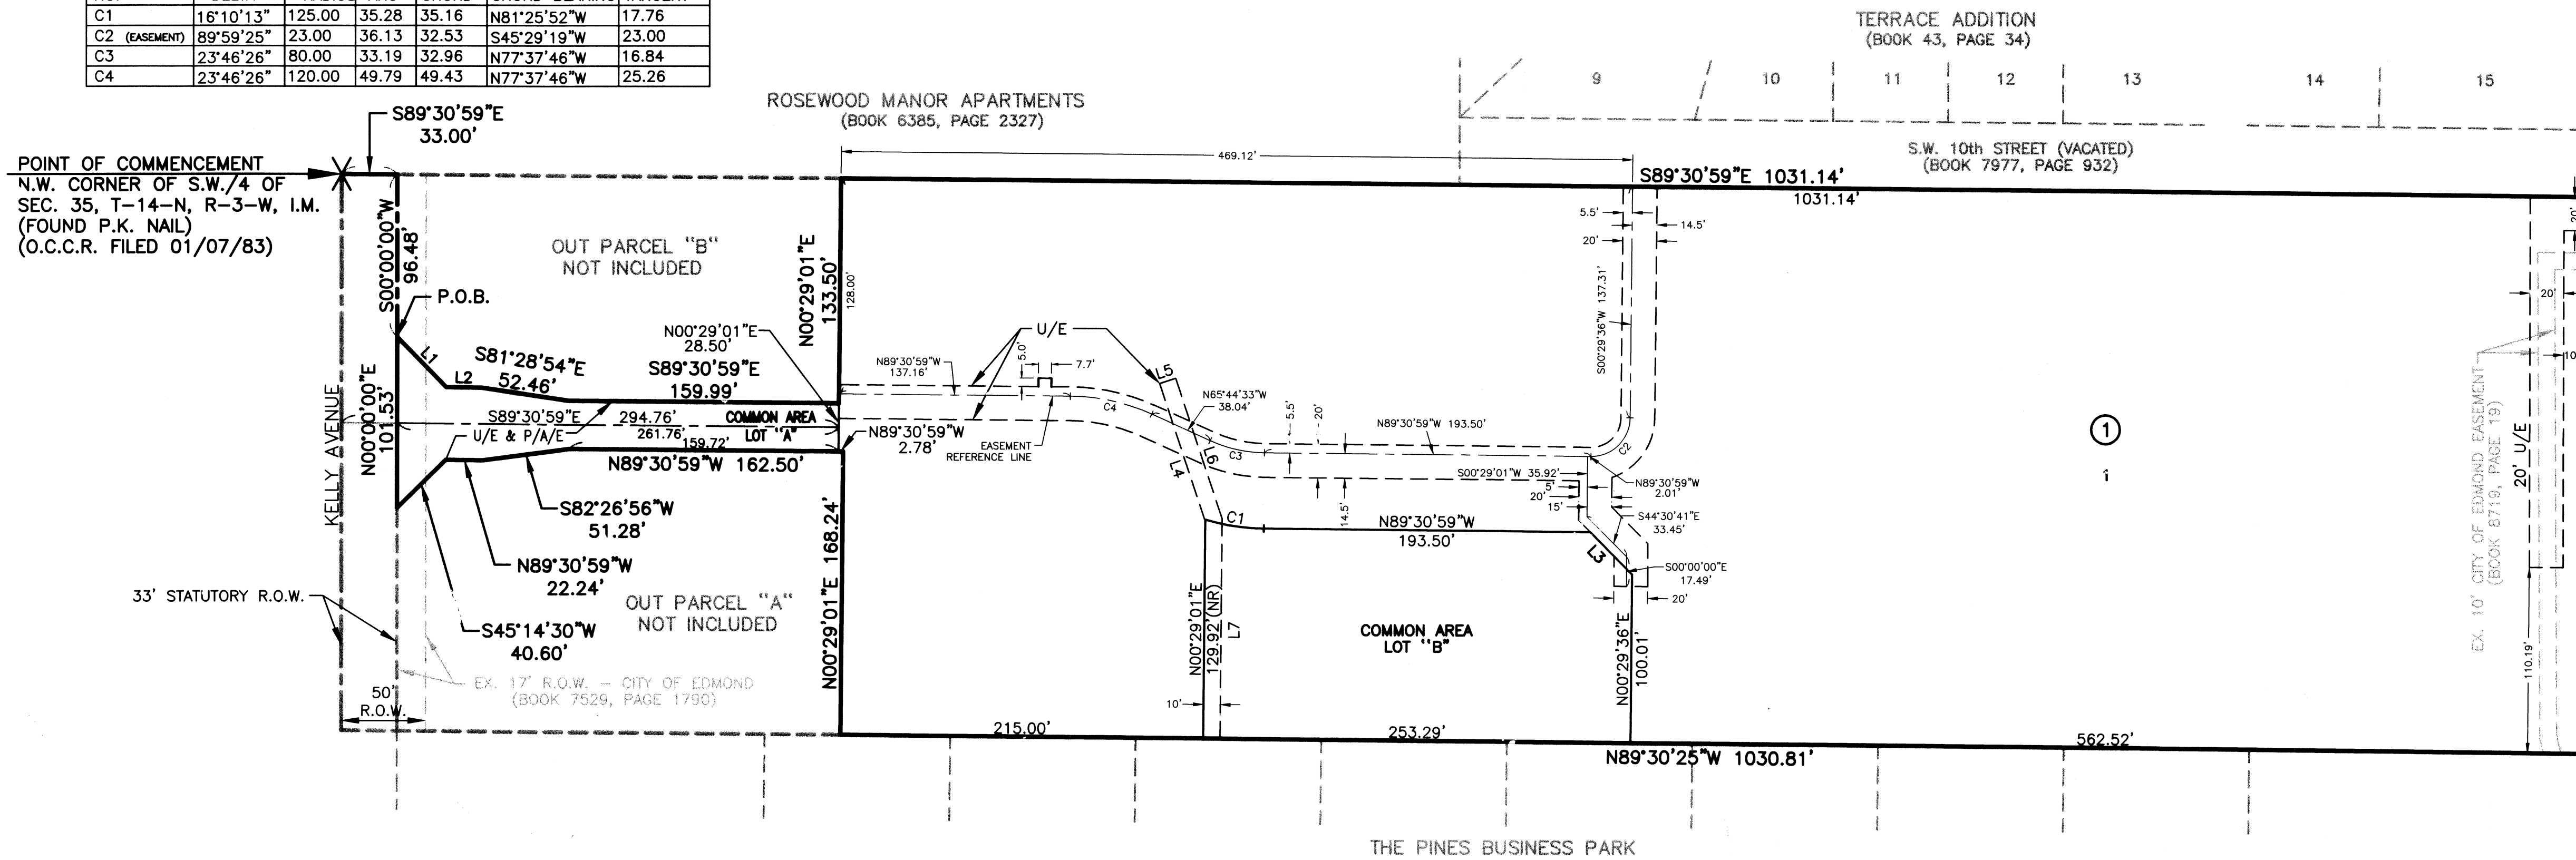 C1 16°10'13" 125.00 35.28 35.16 N81°25'52"W 17.76
C2 (EASEMENT) 89°59'25" 23.00 36.13 32.53 S45°29'19"W 23.00
C3 23°46'26" 80.00 33.19 32.96 N77°37'46"W 16.84
C4 23°46'26" 120.00 49.79 49.43 N77°37'46"W 25.26
TERRACE ADDITION
(BOOK 43, PAGE 34)
9 10 11 12 13 14 15
ROSEWOOD MANOR APARTMENTS
(BOOK 6385, PAGE 2327)
S.W. 10th STREET (VACATED)
(BOOK 7977, PAGE 932)
S89°30'59"E
33.00'
POINT OF COMMENCEMENT
N.W. CORNER OF S.W./4 OF
SEC. 35, T-14-N, R-3-W, I.M.
(FOUND P.K. NAIL)
(O.C.C.R. FILED 01/07/83)
469.12'
S89°30'59"E 1031.14'
1031.14'
S00°00'00"W
96.48'
P.O.B.
OUT PARCEL "B"
NOT INCLUDED
N00°29'01"E
133.50'
128.00'
N00°29'01"E
28.50'
L1
L2
S81°28'54"E
52.46'
S89°30'59"E
159.99'
S89°30'59"E 294.76'
261.76'
159.72'
COMMON AREA
LOT "A"
U/E & P/A/E
N89°30'59"W 162.50'
N89°30'59"W
2.78'
KELLY AVENUE
N00°00'00"E
101.53'
S82°26'56"W
51.28'
N89°30'59"W
22.24'
S45°14'30"W
40.60'
33' STATUTORY R.O.W.
OUT PARCEL "A"
NOT INCLUDED
N00°29'01"E 168.24'
EX. 17' R.O.W. - CITY OF EDMOND
(BOOK 7529, PAGE 1790)
50'
R.O.W.
U/E
N89°30'59"W
137.16'
5.0'
7.7'
C4
L5
N65°44'33"W
38.04'
EASEMENT
REFERENCE LINE
L4
L6
C3
5.5'
20'
14.5'
N89°30'59"W 193.50'
5.5'
14.5'
20'
S00°29'36"W 137.31'
C2
S00°29'01"W 35.92'
N89°30'59"W
2.01'
5'
20'
15'
S44°30'41"E
33.45'
L3
S00°00'00"E
17.49'
20'
C1
N89°30'59"W
193.50'
N00°29'01"E
129.92'(NR)
L7
10'
COMMON AREA
LOT "B"
N00°29'36"E
100.01'
1
1
215.00'
253.29'
562.52'
N89°30'25"W 1030.81'
EX. 10' CITY OF EDMOND EASEMENT
(BOOK 8719, PAGE 19)
20' U/E
20'
20'
10
110.19'
THE PINES BUSINESS PARK